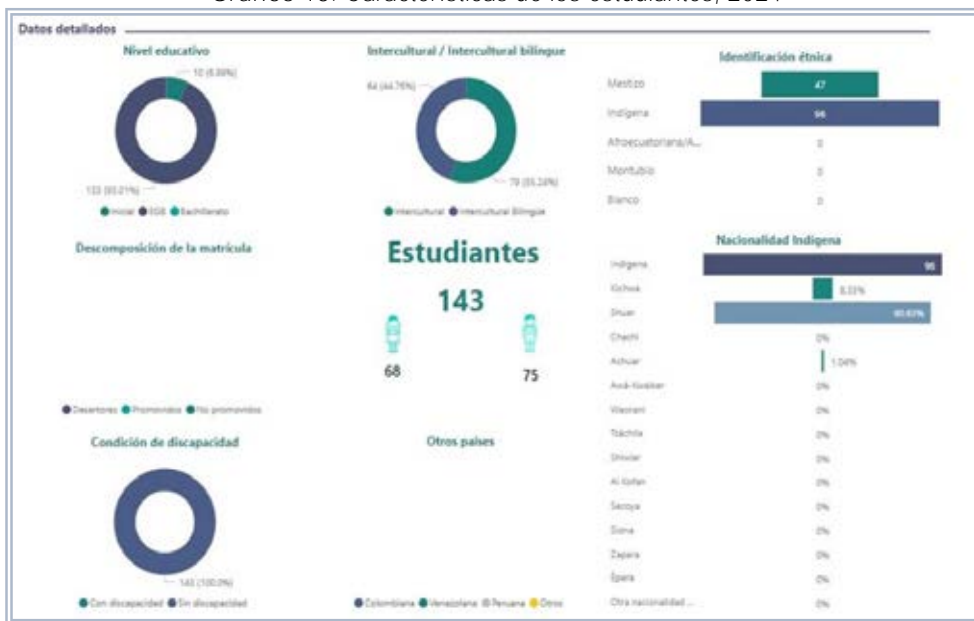 Datos detallados
Nivel educativo
10 (6.99%)
133 (93.01%)
Inicial EGB Bachillerato
Intercultural / Intercultural bilingue
64 (44.76%)
79 (55.24%)
Intercultural Intercultural Bilingüe
Identificación étnica
Mestizo 47
Indígena 96
Afroecuatoriana/A... 0
Montubio 0
Blanco 0
Descomposición de la matrícula
Desertores Promovidos No promovidos
Estudiantes
143
68 75
Nacionalidad Indígena
Indígena 96
Kichwa 8.33%
Shuar 90.63%
Chachi 0%
Achuar 1.04%
Awá-Kwaiker 0%
Waorani 0%
Tsáchila 0%
Shiwiar 0%
Ai Kofan 0%
Secoya 0%
Siona 0%
Zapara 0%
Épera 0%
Otra nacionalidad ... 0%
Condición de discapacidad
143 (100.0%)
Con discapacidad Sin discapacidad
Otros países
Colombiana Venezolana Peruana Otros